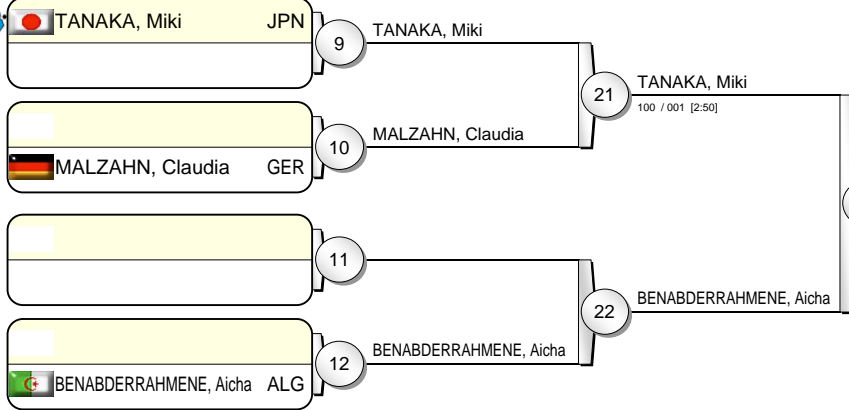 TANAKA, Miki JPN
9
TANAKA, Miki
21
TANAKA, Miki
100 / 001 [2:50]
10
MALZAHN, Claudia
MALZAHN, Claudia GER
11
22
BENABDERRAHMENE, Aicha
12
BENABDERRAHMENE, Aicha
BENABDERRAHMENE, Aicha ALG